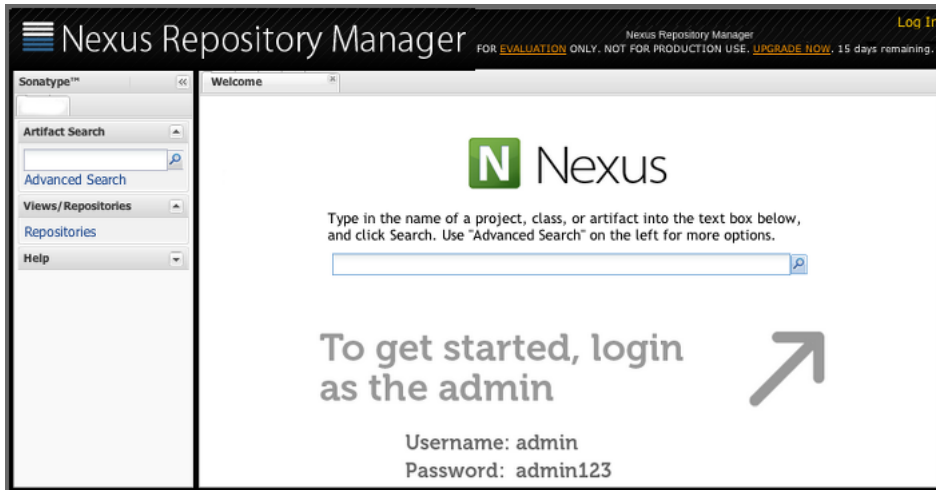 Nexus Repository Manager
Log In
Nexus Repository Manager
FOR EVALUATION ONLY. NOT FOR PRODUCTION USE. UPGRADE NOW. 15 days remaining.
Sonatype™
Welcome
Artifact Search
Advanced Search
Views/Repositories
Repositories
Help
N Nexus
Type in the name of a project, class, or artifact into the text box below,
and click Search. Use "Advanced Search" on the left for more options.
To get started, login
as the admin
Username: admin
Password: admin123